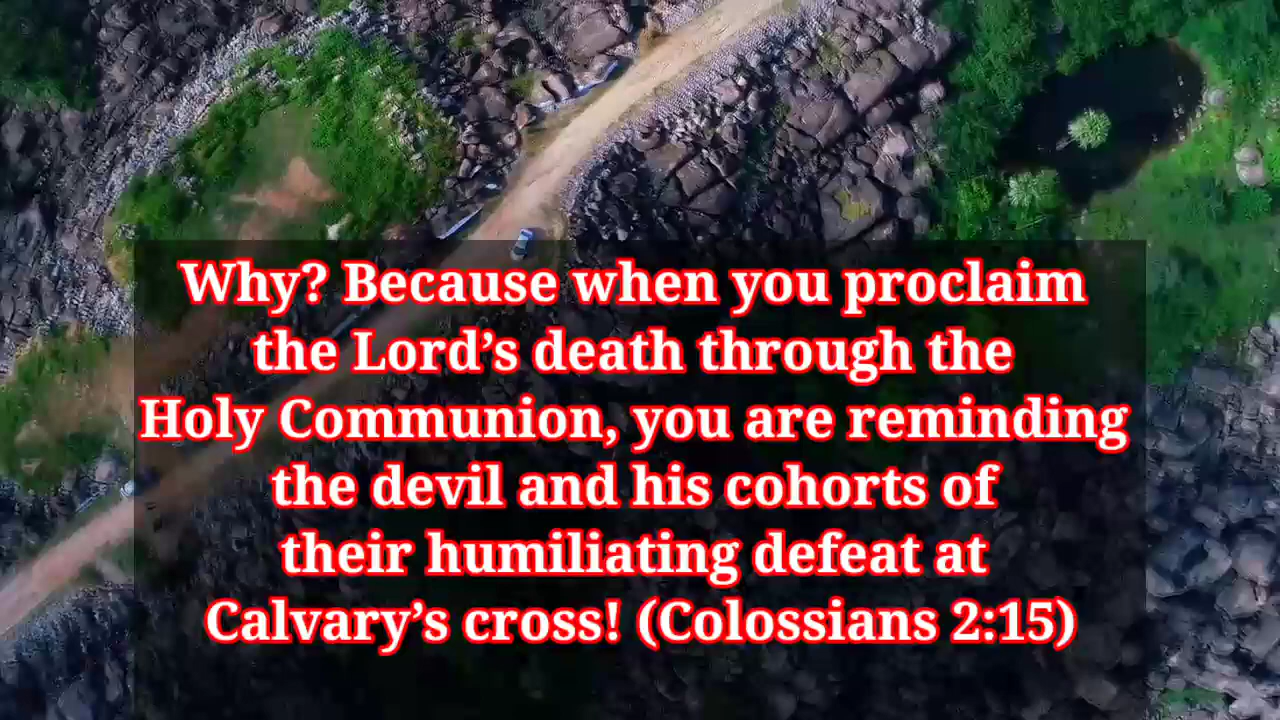 Why? Because when you proclaim
the Lord’s death through the
Holy Communion, you are reminding
the devil and his cohorts of
their humiliating defeat at
Calvary’s cross! (Colossians 2:15)